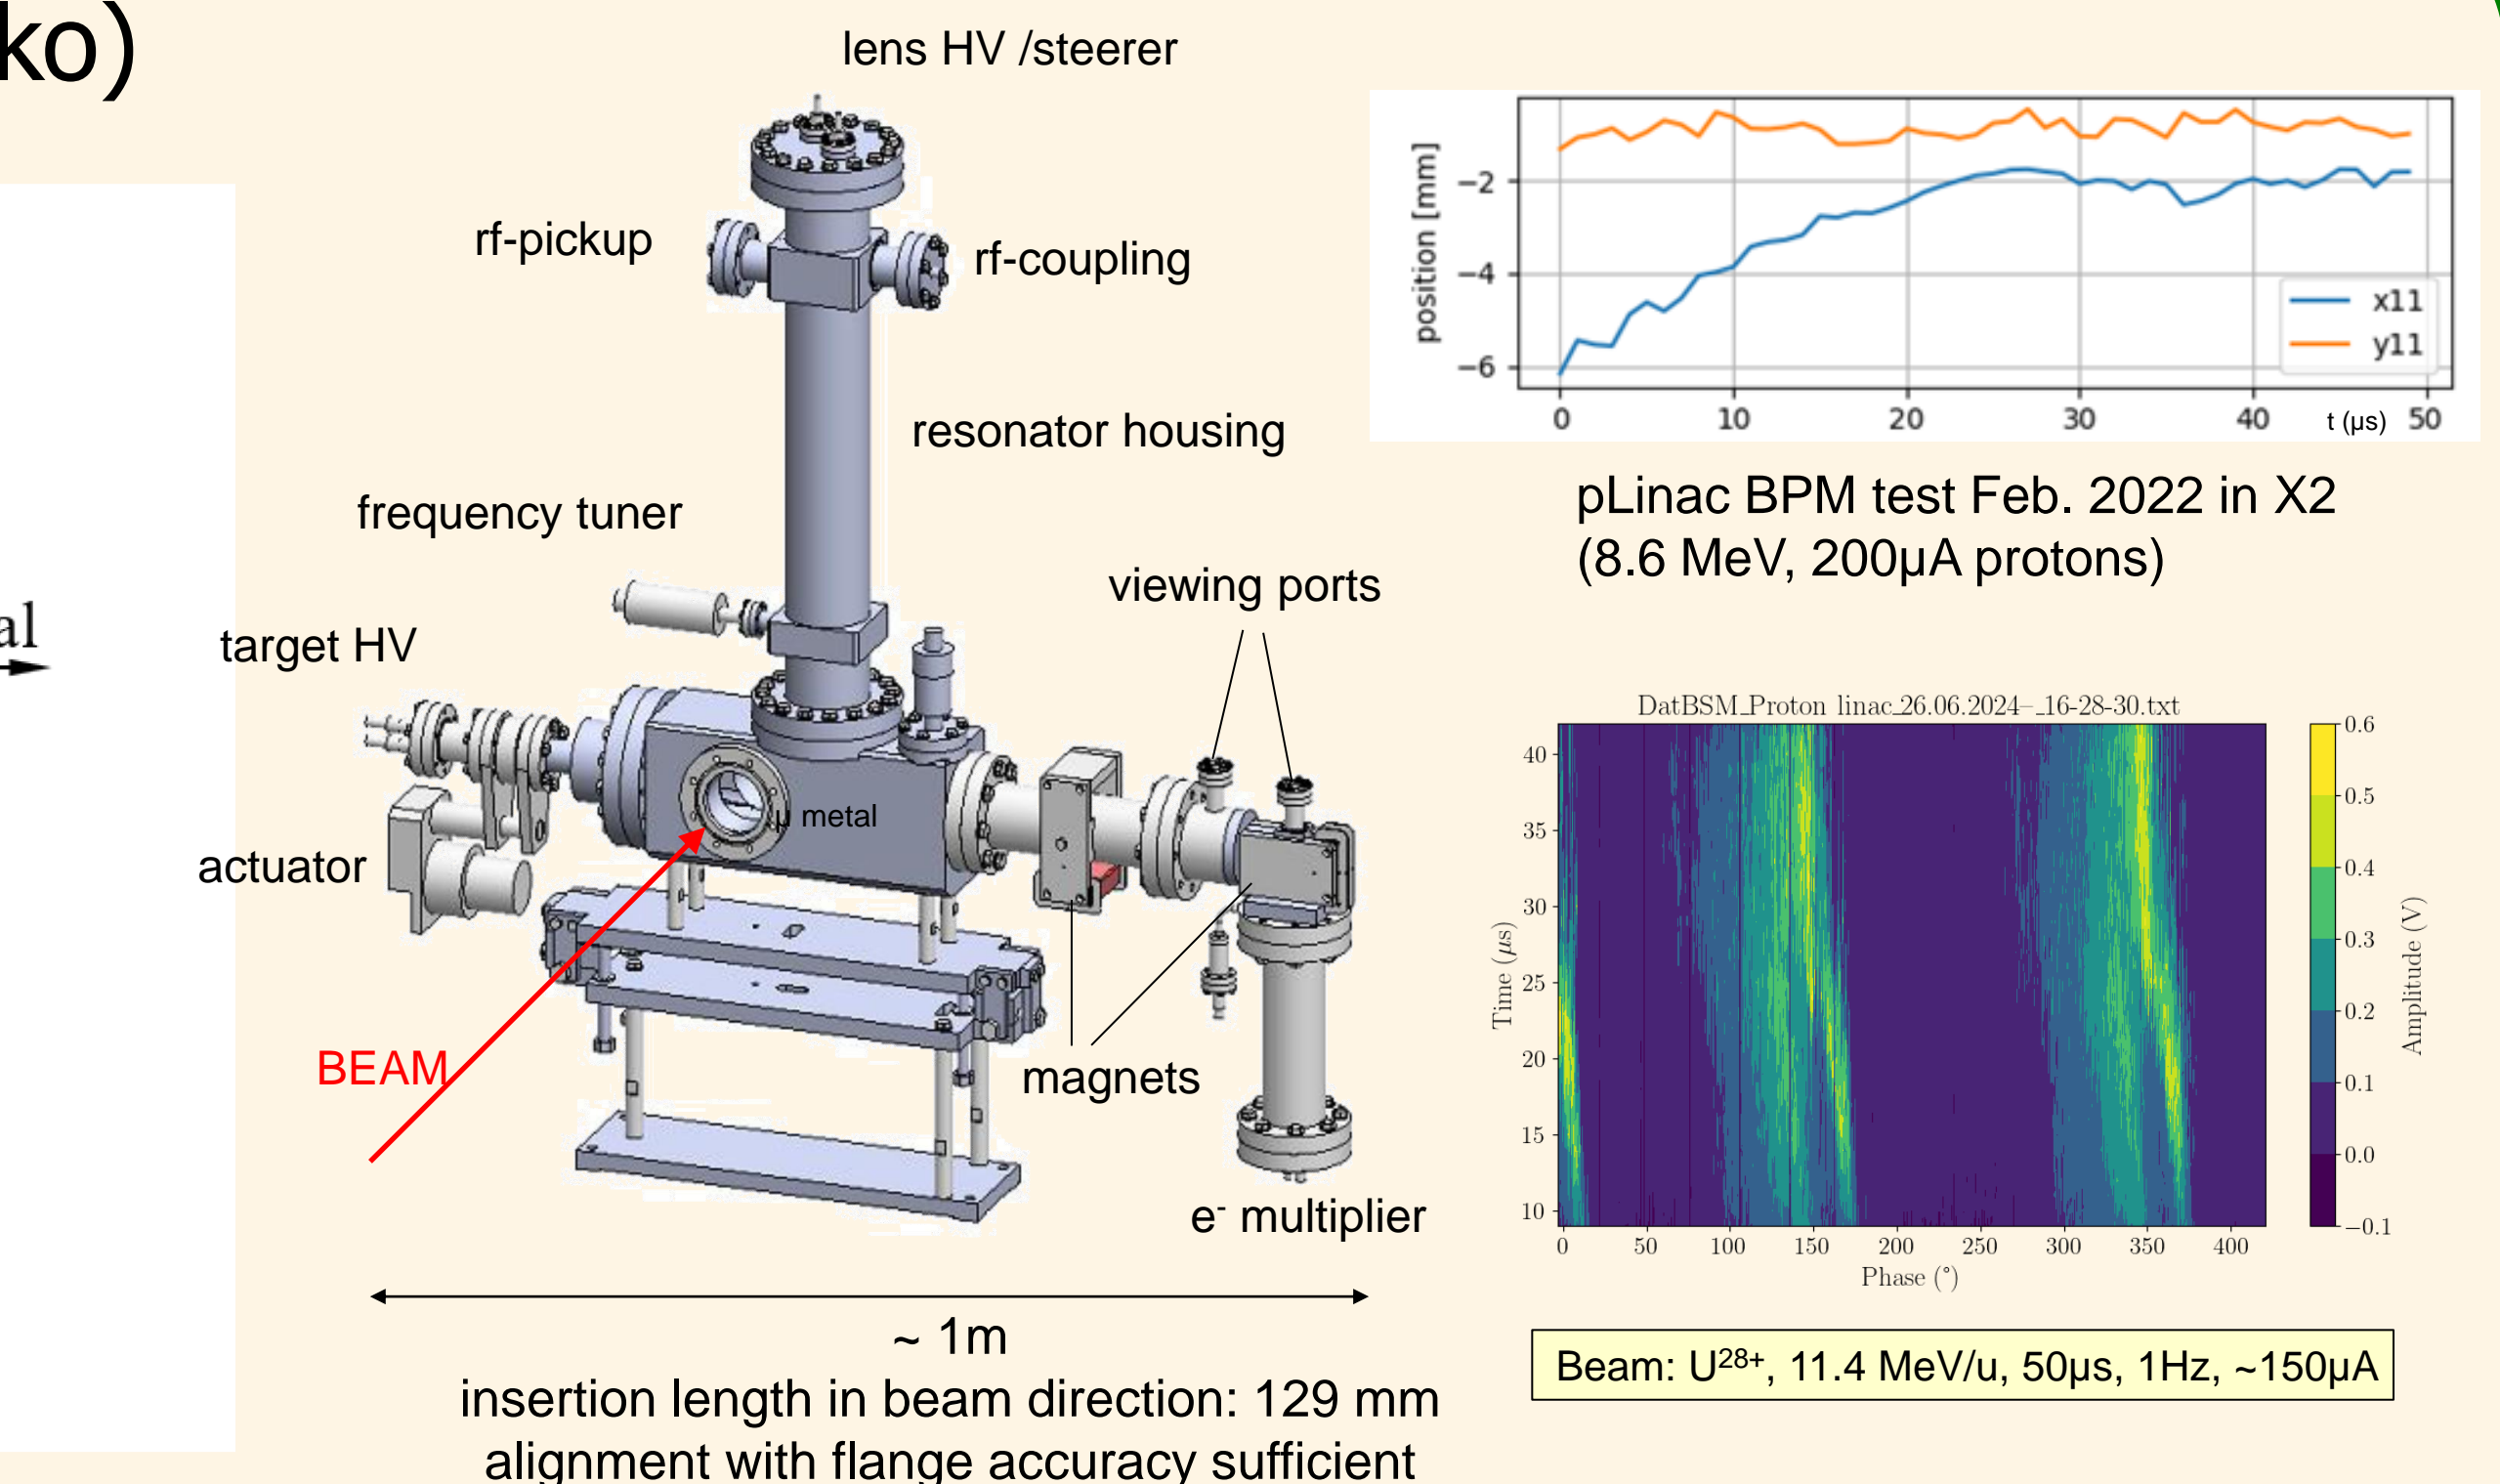 ko)
al
lens HV /steerer
rf-pickup
rf-coupling
resonator housing
frequency tuner
viewing ports
target HV
μ metal
actuator
BEAM
magnets
e- multiplier
~ 1m
insertion length in beam direction: 129 mm
alignment with flange accuracy sufficient
position [mm]
−2
−4
−6
x11
y11
0 10 20 30 40 t (μs) 50
pLinac BPM test Feb. 2022 in X2
(8.6 MeV, 200μA protons)
DatBSM_Proton linac_26.06.2024–_16-28-30.txt
Time (μs)
40
35
30
25
20
15
10
0 50 100 150 200 250 300 350 400
Phase (°)
0.6
0.5
0.4
0.3
0.2
0.1
0.0
−0.1
Amplitude (V)
Beam: U28+, 11.4 MeV/u, 50μs, 1Hz, ~150μA